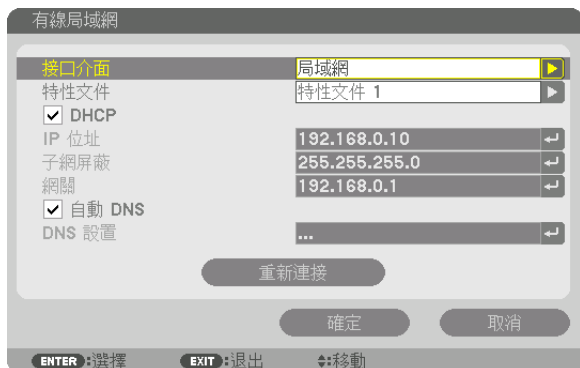 有線局域網
接口介面 局域網
特性文件 特性文件 1
DHCP
IP 位址 192.168.0.10
子網屏蔽 255.255.255.0
網關 192.168.0.1
自動 DNS
DNS 設置 ...
重新連接
確定 取消
ENTER:選擇 EXIT:退出 :移動